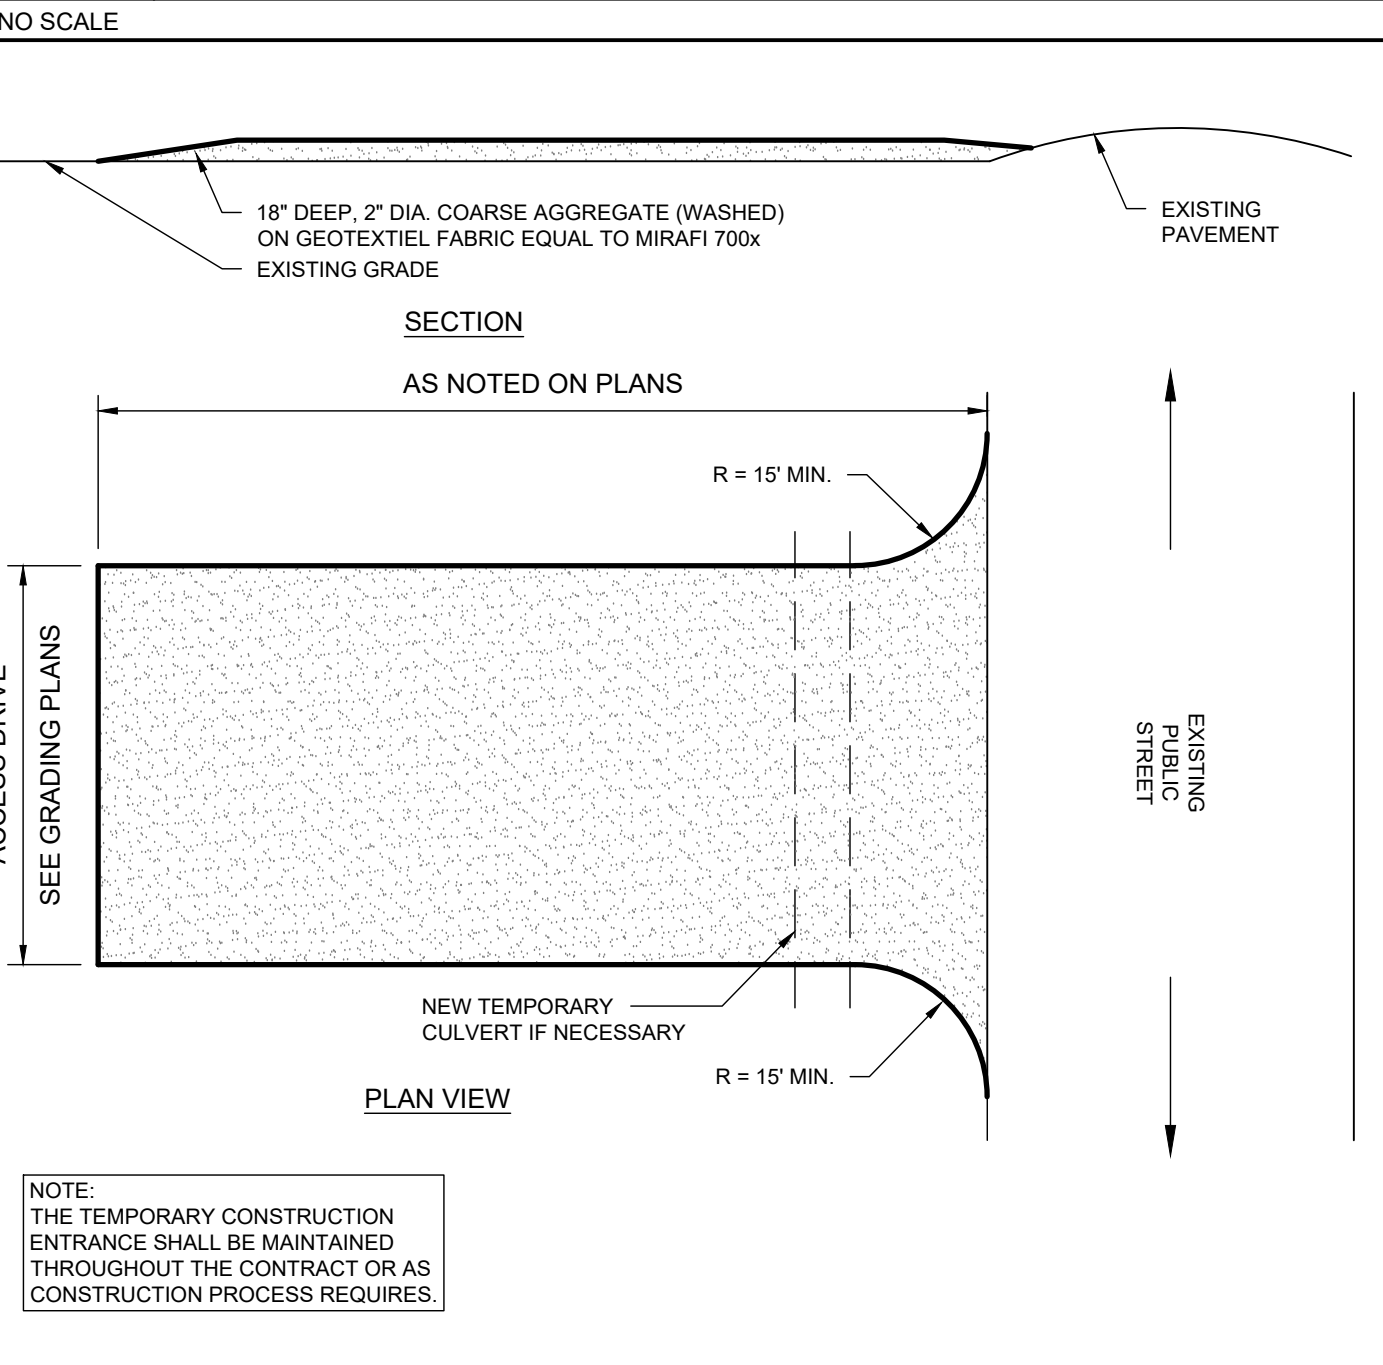 NO SCALE
18" DEEP, 2" DIA. COARSE AGGREGATE (WASHED)
ON GEOTEXTIEL FABRIC EQUAL TO MIRAFI 700x
EXISTING GRADE
EXISTING
PAVEMENT
SECTION
AS NOTED ON PLANS
R = 15' MIN.
ACCESS DRIVE
SEE GRADING PLANS
EXISTING
PUBLIC
STREET
NEW TEMPORARY
CULVERT IF NECESSARY
R = 15' MIN.
PLAN VIEW
NOTE:
THE TEMPORARY CONSTRUCTION
ENTRANCE SHALL BE MAINTAINED
THROUGHOUT THE CONTRACT OR AS
CONSTRUCTION PROCESS REQUIRES.